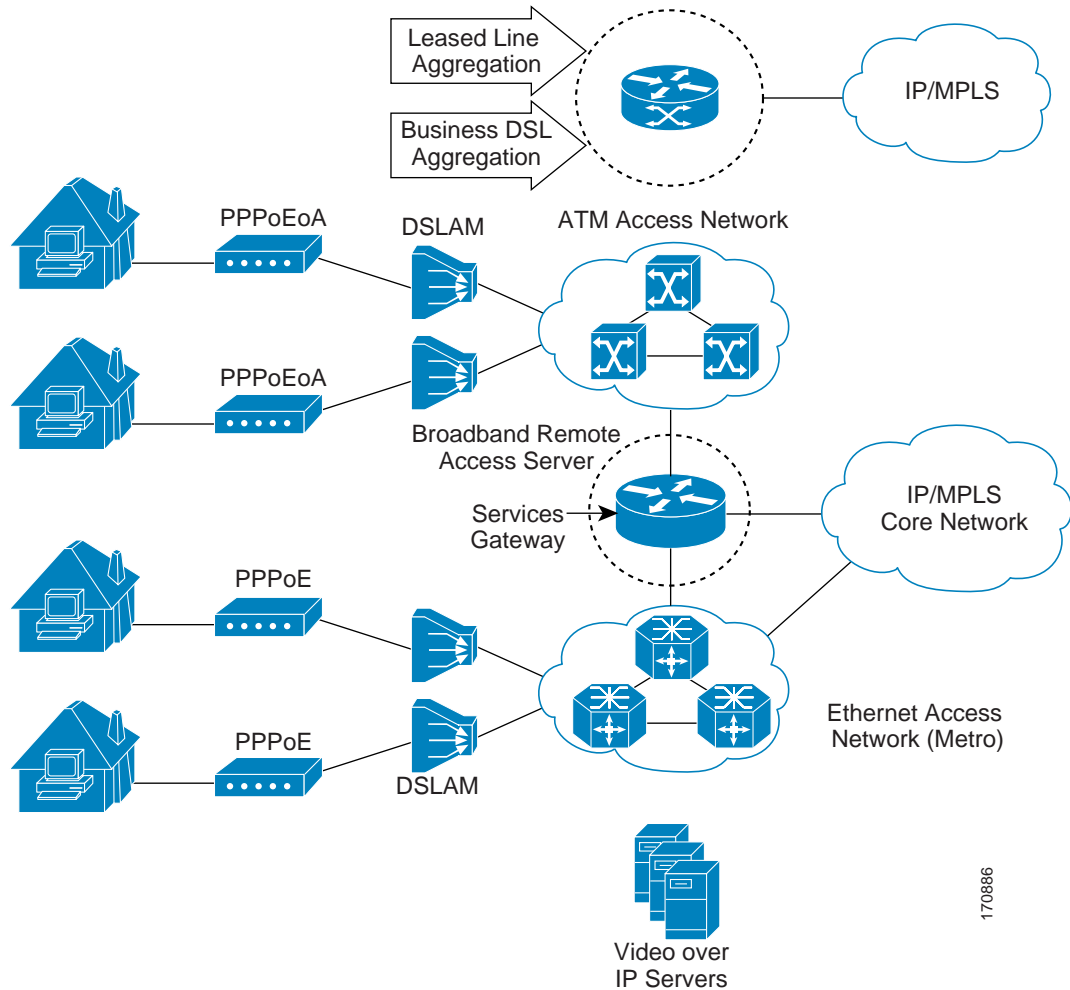 Leased Line
Aggregation
IP/MPLS
Business DSL
Aggregation
PPPoEoA
DSLAM
ATM Access Network
PPPoEoA
Broadband Remote
Access Server
Services
Gateway
IP/MPLS
Core Network
PPPoE
PPPoE
DSLAM
Ethernet Access
Network (Metro)
Video over
IP Servers
170886